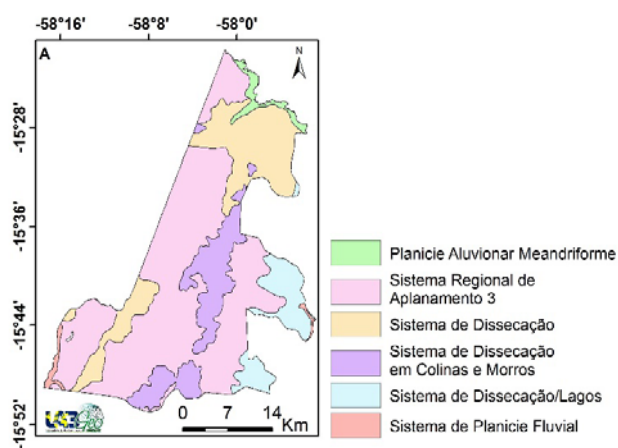 -58°16' -58°8' -58°0'
A
N
-15°28'
-15°36'
-15°44'
-15°52'
0 7 14
Km
Planicie Aluvionar Meandriforme
Sistema Regional de
Aplanamento 3
Sistema de Dissecação
Sistema de Dissecação
em Colinas e Morros
Sistema de Dissecação/Lagos
Sistema de Planicie Fluvial